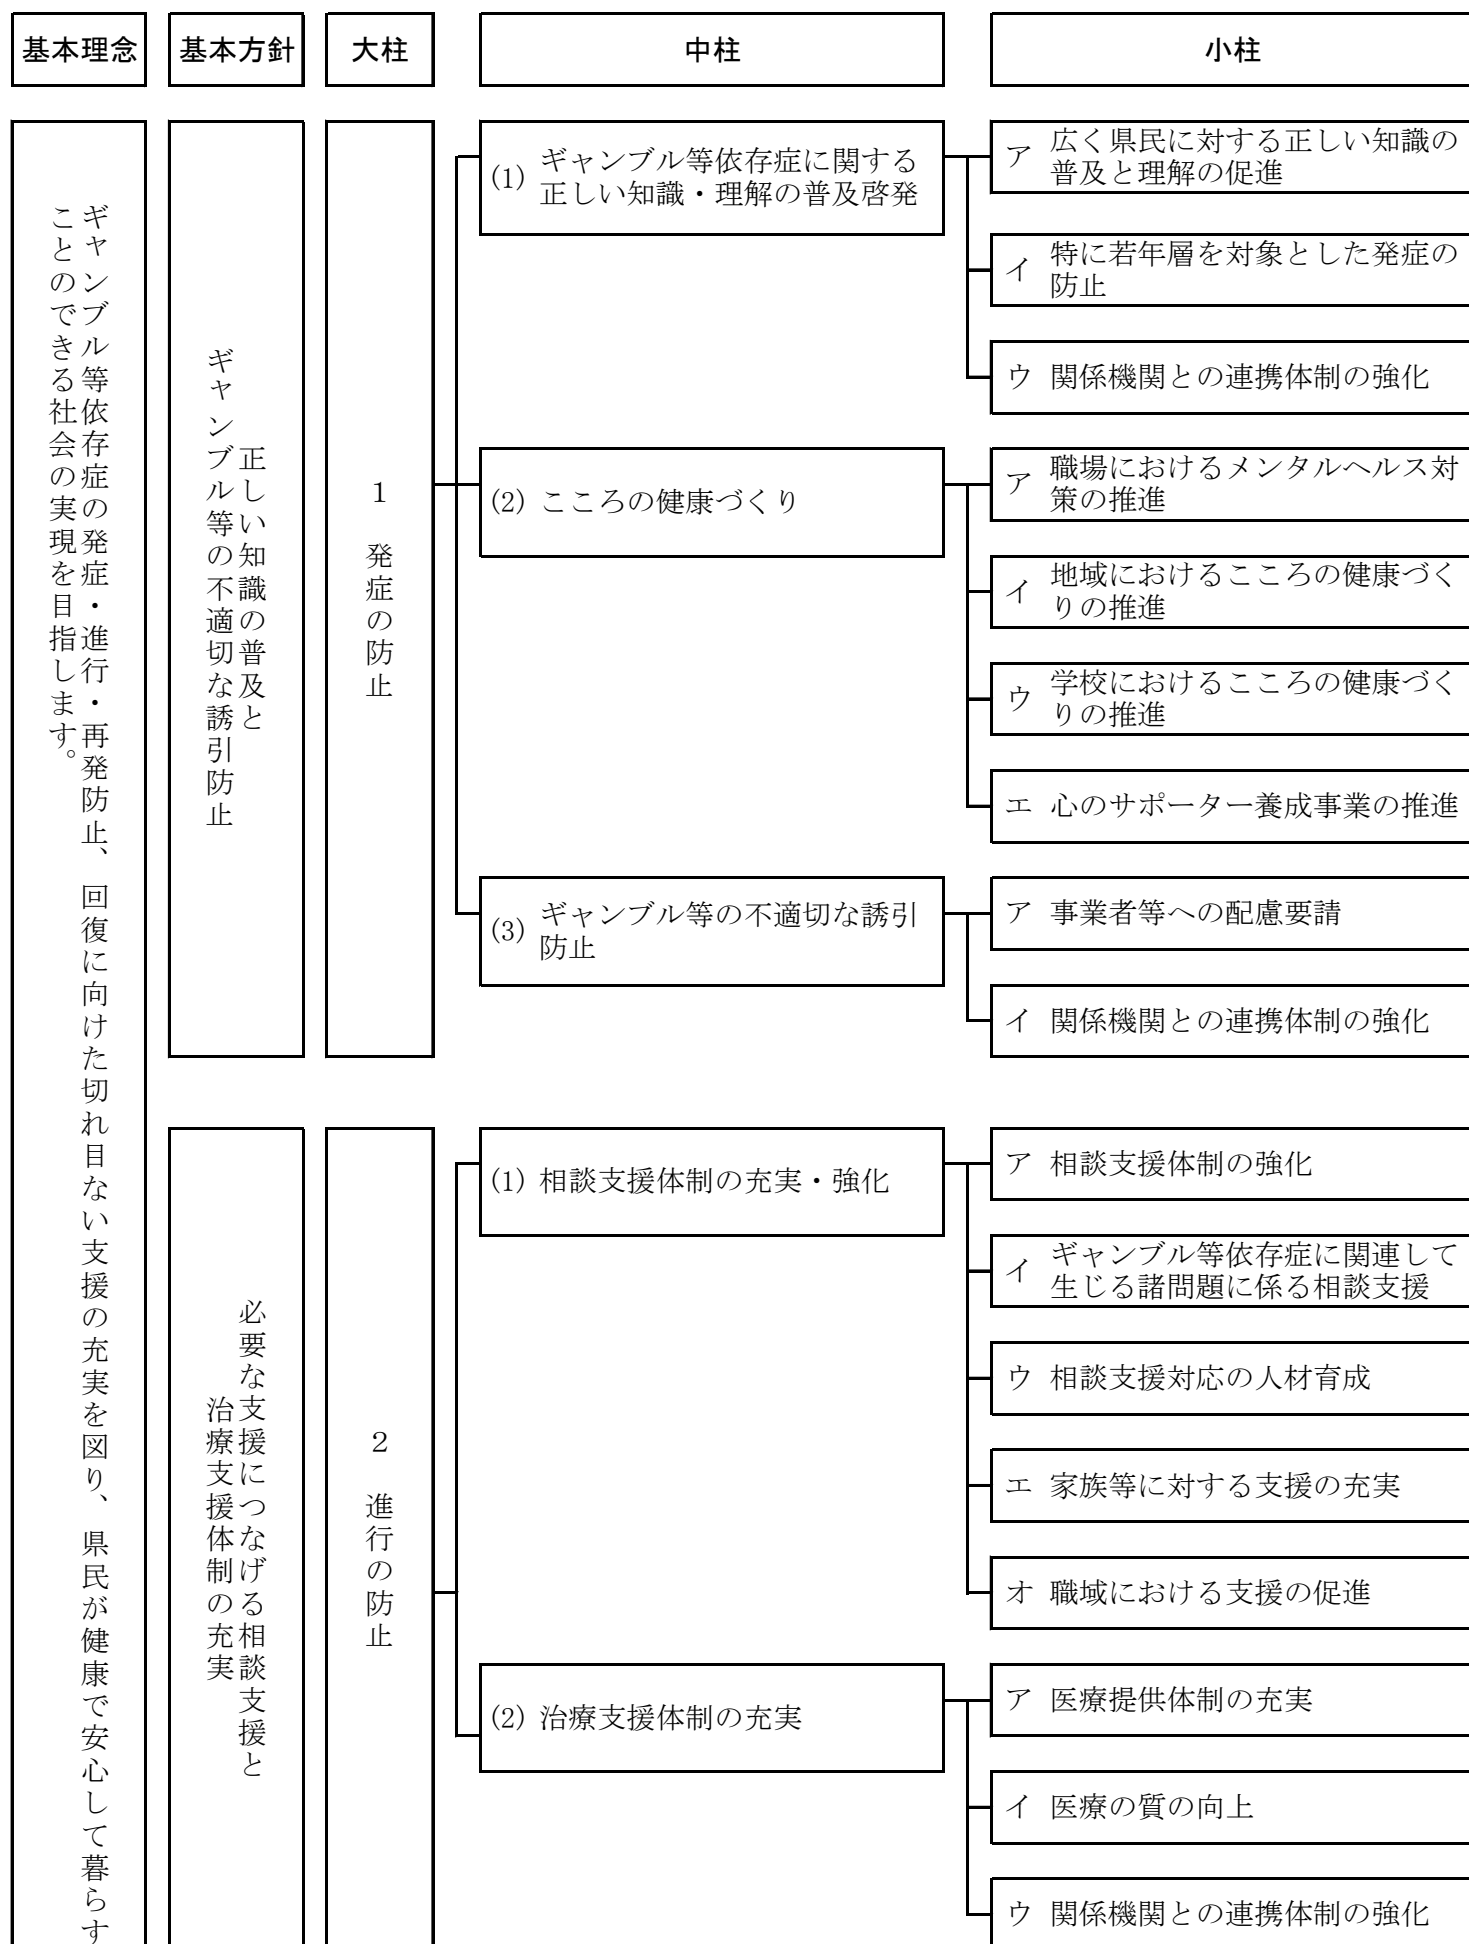 基本理念
基本方針
大柱
中柱
小柱
ギャンブル等依存症の発症・進行・再発防止、回復に向けた切れ目ない支援の充実を図り、県民が健康で安心して暮らす
ことのできる社会の実現を目指します。
正しい知識の普及と
ギャンブル等の不適切な誘引防止
1 発症の防止
(1) ギャンブル等依存症に関する
正しい知識・理解の普及啓発
ア 広く県民に対する正しい知識の
普及と理解の促進
イ 特に若年層を対象とした発症の
防止
ウ 関係機関との連携体制の強化
(2) こころの健康づくり
ア 職場におけるメンタルヘルス対
策の推進
イ 地域におけるこころの健康づく
りの推進
ウ 学校におけるこころの健康づく
りの推進
エ 心のサポーター養成事業の推進
(3) ギャンブル等の不適切な誘引
防止
ア 事業者等への配慮要請
イ 関係機関との連携体制の強化
必要な支援につなげる相談支援と
治療支援体制の充実
2 進行の防止
(1) 相談支援体制の充実・強化
ア 相談支援体制の強化
イ ギャンブル等依存症に関連して
生じる諸問題に係る相談支援
ウ 相談支援対応の人材育成
エ 家族等に対する支援の充実
オ 職域における支援の促進
(2) 治療支援体制の充実
ア 医療提供体制の充実
イ 医療の質の向上
ウ 関係機関との連携体制の強化